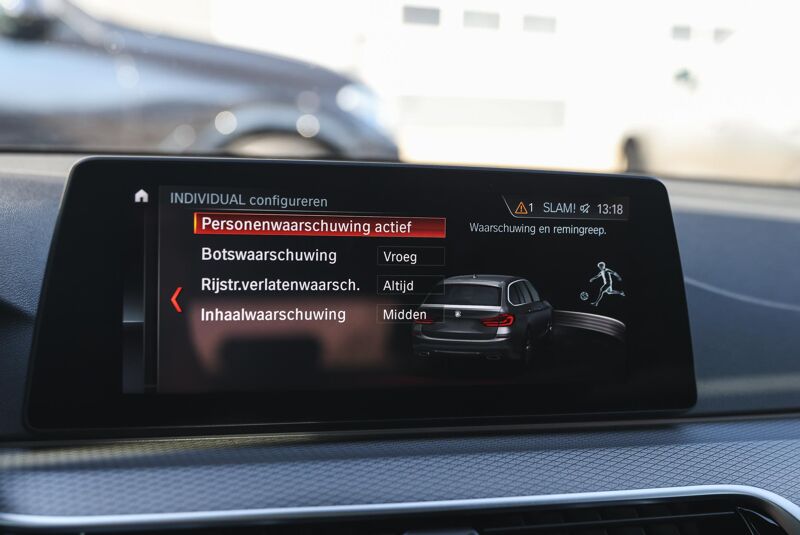 INDIVIDUAL configureren
1 SLAM! 13:18
Personenwaarschuwing actief
Waarschuwing en remingreep.
Botswaarschuwing Vroeg
Rijstr.verlatenwaarsch. Altijd
Inhaalwaarschuwing Midden